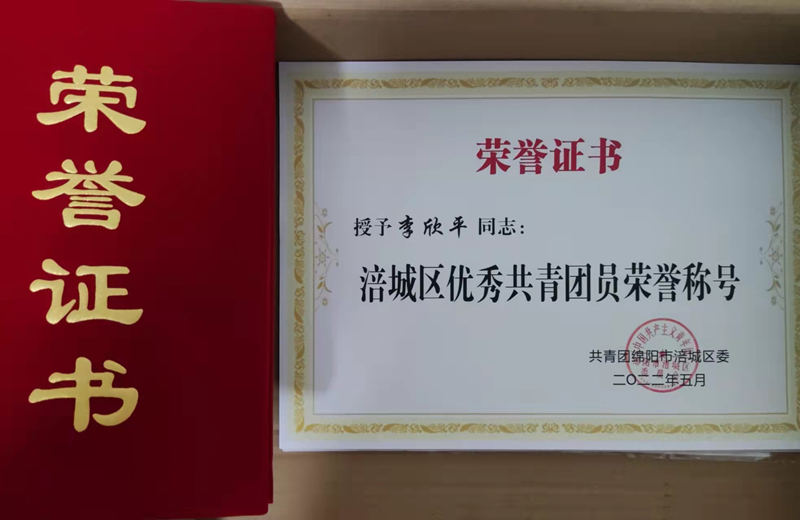 荣誉证书
荣誉证书
授予李欣平同志：
涪城区优秀共青团员荣誉称号
共青团绵阳市涪城区委
二〇二二年五月